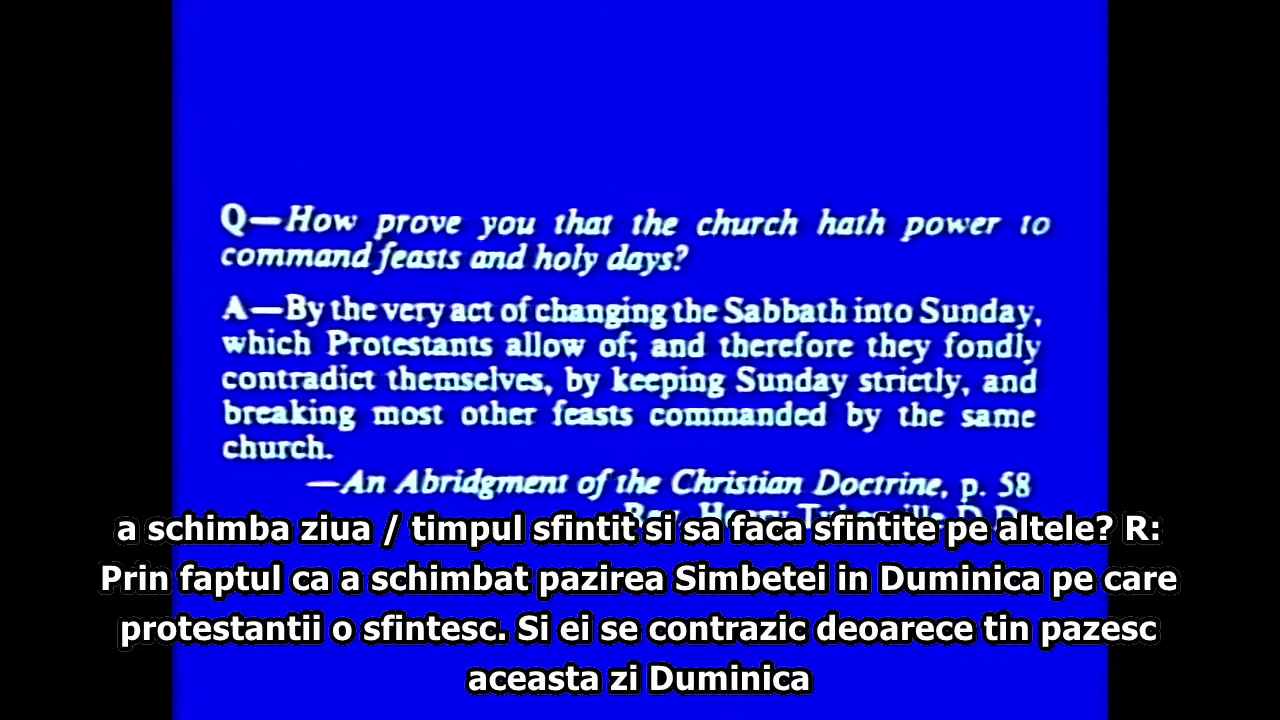 Q—How prove you that the church hath power to
command feasts and holy days?
A—By the very act of changing the Sabbath into Sunday,
which Protestants allow of; and therefore they fondly
contradict themselves, by keeping Sunday strictly, and
breaking most other feasts commanded by the same
church.
—An Abridgment of the Christian Doctrine, p. 58
a schimba ziua / timpul sfintit si sa faca sfintite pe altele? R:
Prin faptul ca a schimbat pazirea Simbetei in Duminica pe care
protestantii o sfintesc. Si ei se contrazic deoarece tin pazesc
aceasta zi Duminica